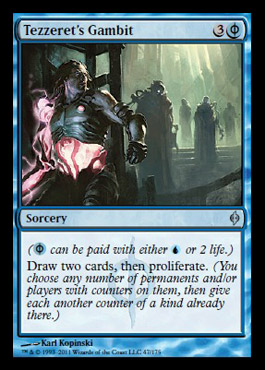 Tezzeret's Gambit 3
Sorcery
( can be paid with either or 2 life.)
Draw two cards, then proliferate. (You
choose any number of permanents and/or
players with counters on them, then give
each another counter of a kind already
there.)
Karl Kopinski
™ & © 1993–2011 Wizards of the Coast LLC 47/175